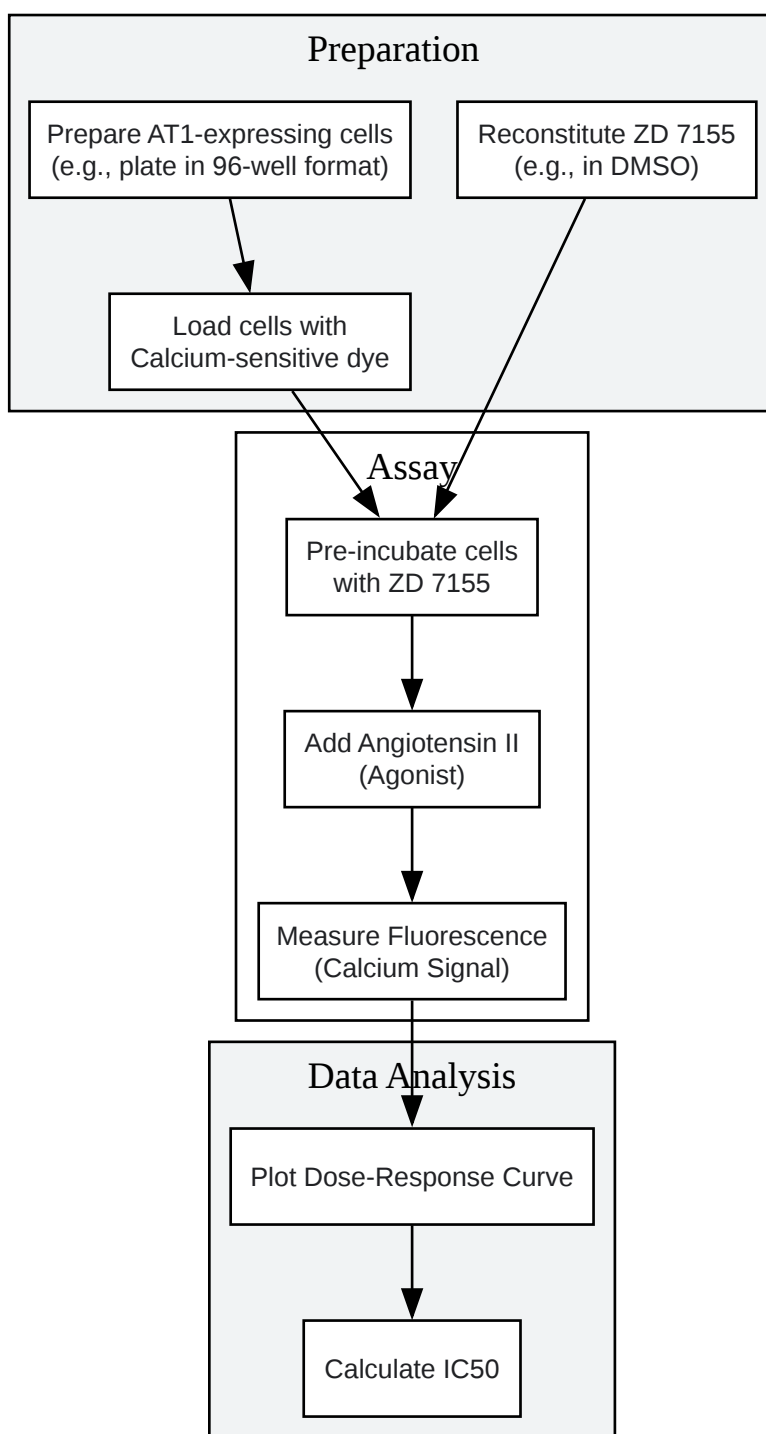 Preparation
Prepare AT1-expressing cells
(e.g., plate in 96-well format)
Reconstitute ZD 7155
(e.g., in DMSO)
Load cells with
Calcium-sensitive dye
Assay
Pre-incubate cells
with ZD 7155
Add Angiotensin II
(Agonist)
Measure Fluorescence
(Calcium Signal)
Data Analysis
Plot Dose-Response Curve
Calculate IC50